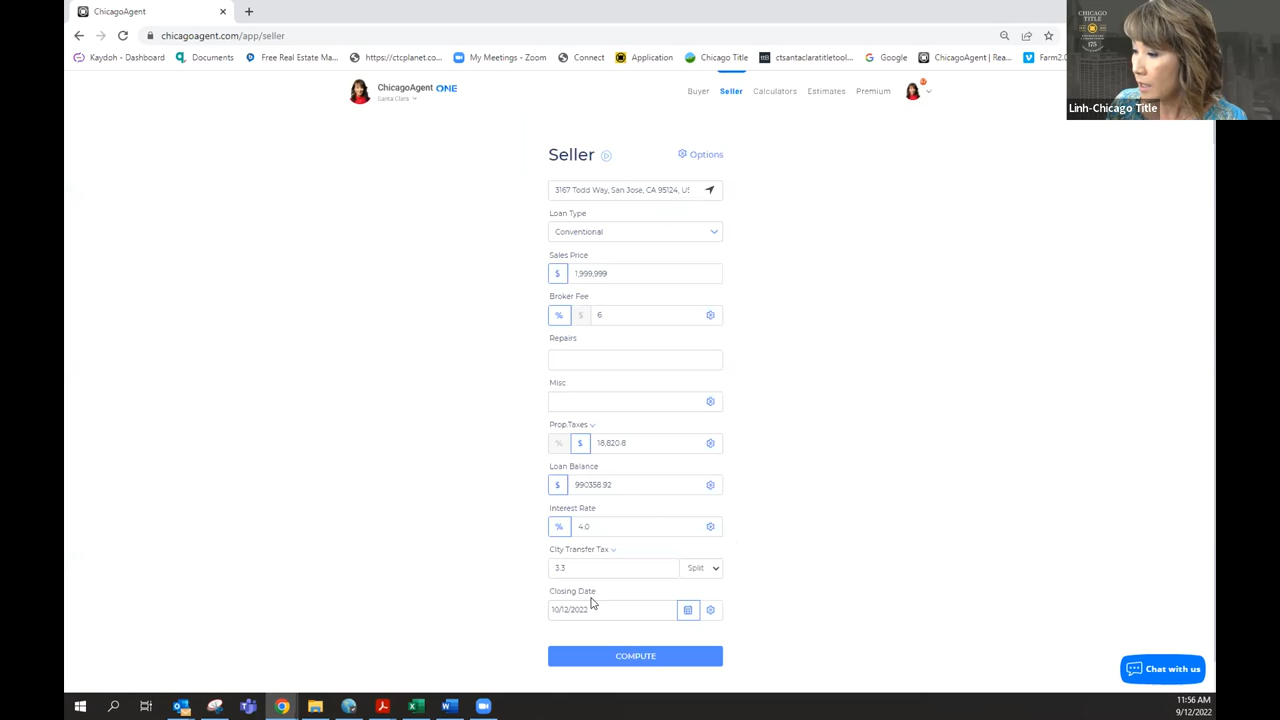 ChicagoAgent
chicagoagent.com/app/seller
Kaydoh - Dashboard
Documents
Free Real Estate Ma...
https://ctcplanet.co...
My Meetings - Zoom
Connect
Application
Chicago Title
ctsantaclaratitletool...
Google
ChicagoAgent | Rea...
Farm2.0
CHICAGO
TITLE
175
Linh-Chicago Title
ChicagoAgent ONE
Santa Clara
Buyer
Seller
Calculators
Estimates
Premium
Seller
Options
3167 Todd Way, San Jose, CA 95124, US
Loan Type
Conventional
Sales Price
$ 1,999,999
Broker Fee
% $ 6
Repairs
Misc
Prop.Taxes
% $ 18,820.8
Loan Balance
$ 990358.92
Interest Rate
% 4.0
City Transfer Tax
3.3 Split
Closing Date
10/12/2022
COMPUTE
Chat with us
11:56 AM
9/12/2022